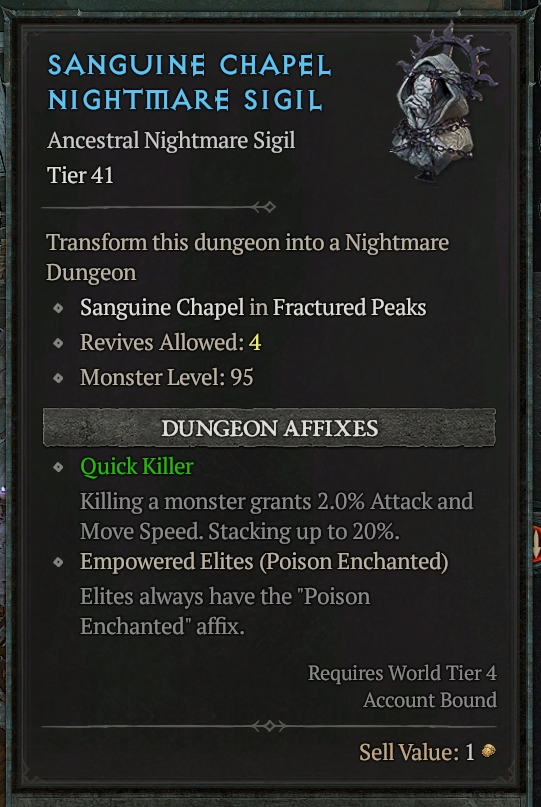 SANGUINE CHAPEL
NIGHTMARE SIGIL
Ancestral Nightmare Sigil
Tier 41
Transform this dungeon into a Nightmare
Dungeon
Sanguine Chapel in Fractured Peaks
Revives Allowed: 4
Monster Level: 95
DUNGEON AFFIXES
Quick Killer
Killing a monster grants 2.0% Attack and
Move Speed. Stacking up to 20%.
Empowered Elites (Poison Enchanted)
Elites always have the "Poison
Enchanted" affix.
Requires World Tier 4
Account Bound
Sell Value: 1